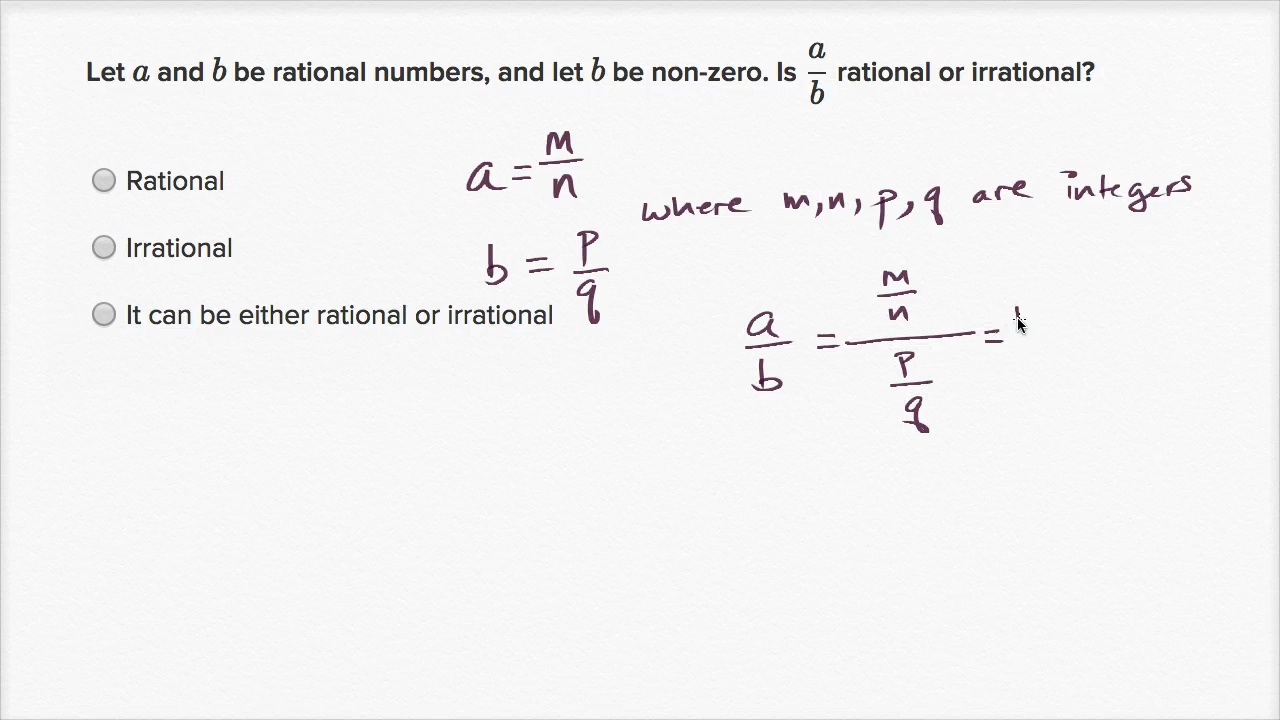 Let a and b be rational numbers, and let b be non-zero. Is a/b rational or irrational?
Rational
Irrational
It can be either rational or irrational
a = m/n
b = p/q
where m, n, p, q are integers
a/b = (m/n)/(p/q) =